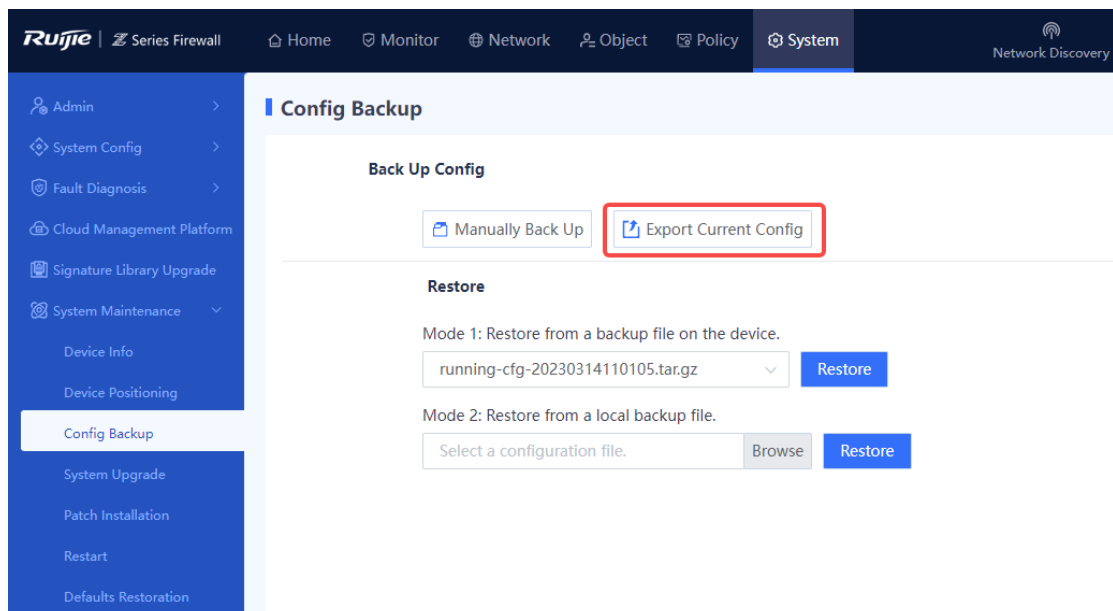 Ruijie | Z Series Firewall
Home Monitor Network Object Policy System Network Discovery
Admin
System Config
Fault Diagnosis
Cloud Management Platform
Signature Library Upgrade
System Maintenance
Device Info
Device Positioning
Config Backup
System Upgrade
Patch Installation
Restart
Defaults Restoration
Config Backup
Back Up Config
Manually Back Up Export Current Config
Restore
Mode 1: Restore from a backup file on the device.
running-cfg-20230314110105.tar.gz Restore
Mode 2: Restore from a local backup file.
Select a configuration file. Browse Restore